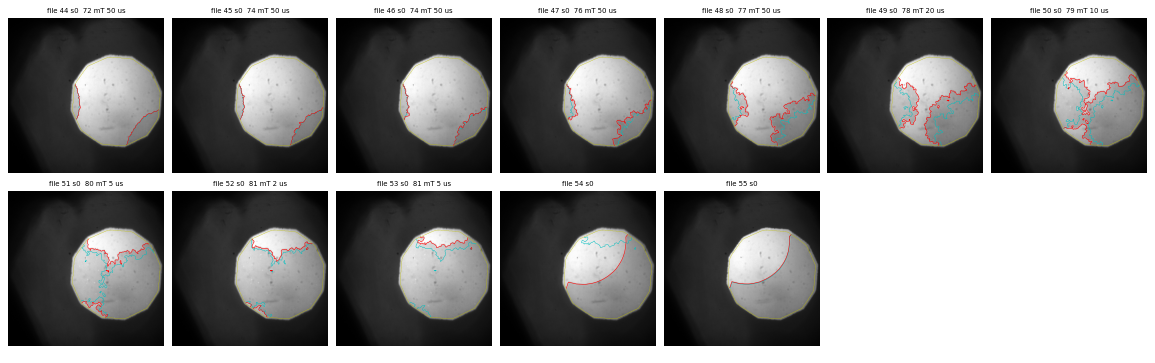 file 44 s0  72 mT 50 us
file 45 s0  74 mT 50 us
file 46 s0  74 mT 50 us
file 47 s0  76 mT 50 us
file 48 s0  77 mT 50 us
file 49 s0  78 mT 20 us
file 50 s0  79 mT 10 us
file 51 s0  80 mT 5 us
file 52 s0  81 mT 2 us
file 53 s0  81 mT 5 us
file 54 s0
file 55 s0